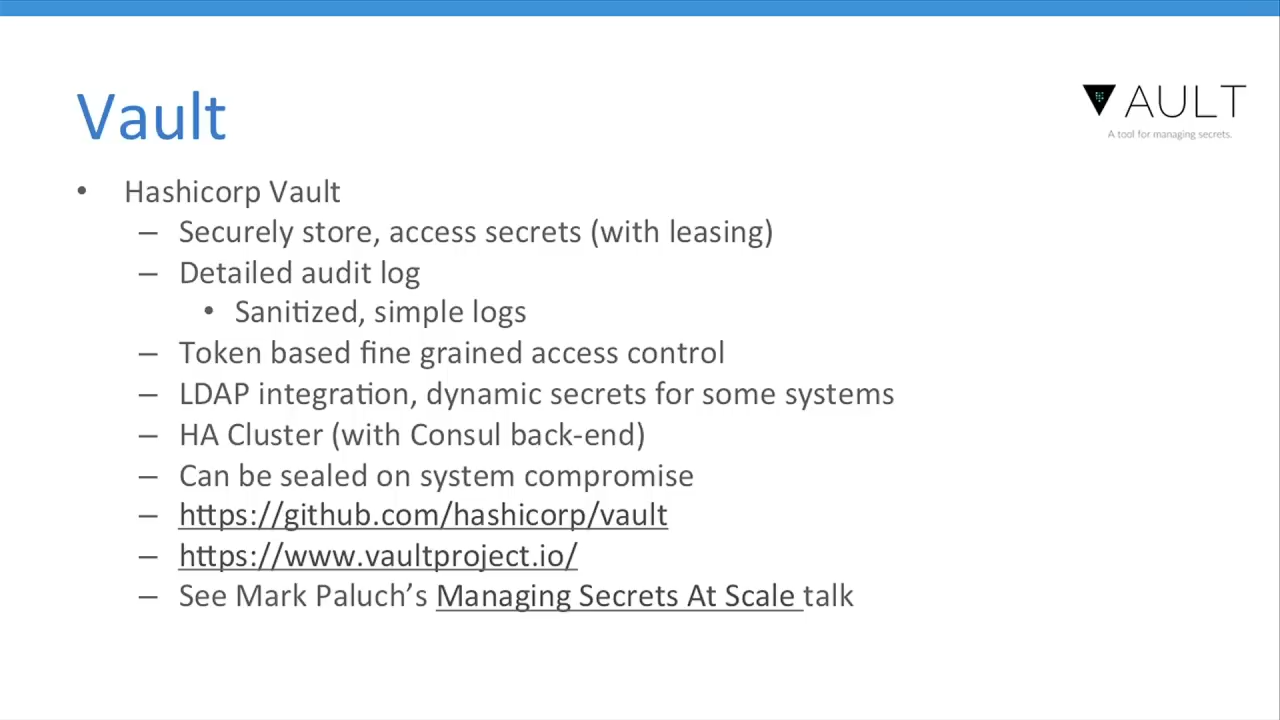 Vault
VAULT
A tool for managing secrets.
• Hashicorp Vault
– Securely store, access secrets (with leasing)
– Detailed audit log
• Sanitized, simple logs
– Token based fine grained access control
– LDAP integration, dynamic secrets for some systems
– HA Cluster (with Consul back-end)
– Can be sealed on system compromise
– https://github.com/hashicorp/vault
– https://www.vaultproject.io/
– See Mark Paluch’s Managing Secrets At Scale talk